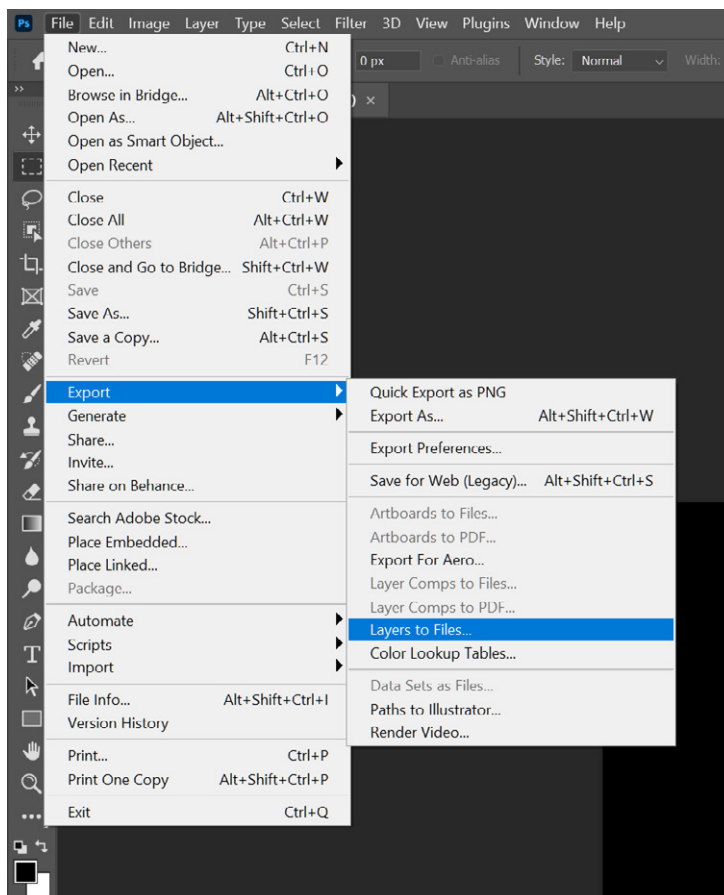 Ps File Edit Image Layer Type Select Filter 3D View Plugins Window Help
0 px Anti-alias Style: Normal Width:
) ×
New... Ctrl+N
Open... Ctrl+O
Browse in Bridge... Alt+Ctrl+O
Open As... Alt+Shift+Ctrl+O
Open as Smart Object...
Open Recent
Close Ctrl+W
Close All Alt+Ctrl+W
Close Others Alt+Ctrl+P
Close and Go to Bridge... Shift+Ctrl+W
Save Ctrl+S
Save As... Shift+Ctrl+S
Save a Copy... Alt+Ctrl+S
Revert F12
Export
Generate
Share...
Invite...
Share on Behance...
Search Adobe Stock...
Place Embedded...
Place Linked...
Package...
Automate
Scripts
Import
File Info... Alt+Shift+Ctrl+I
Version History
Print... Ctrl+P
Print One Copy Alt+Shift+Ctrl+P
Exit Ctrl+Q
Quick Export as PNG
Export As... Alt+Shift+Ctrl+W
Export Preferences...
Save for Web (Legacy)... Alt+Shift+Ctrl+S
Artboards to Files...
Artboards to PDF...
Export For Aero...
Layer Comps to Files...
Layer Comps to PDF...
Layers to Files...
Color Lookup Tables...
Data Sets as Files...
Paths to Illustrator...
Render Video...